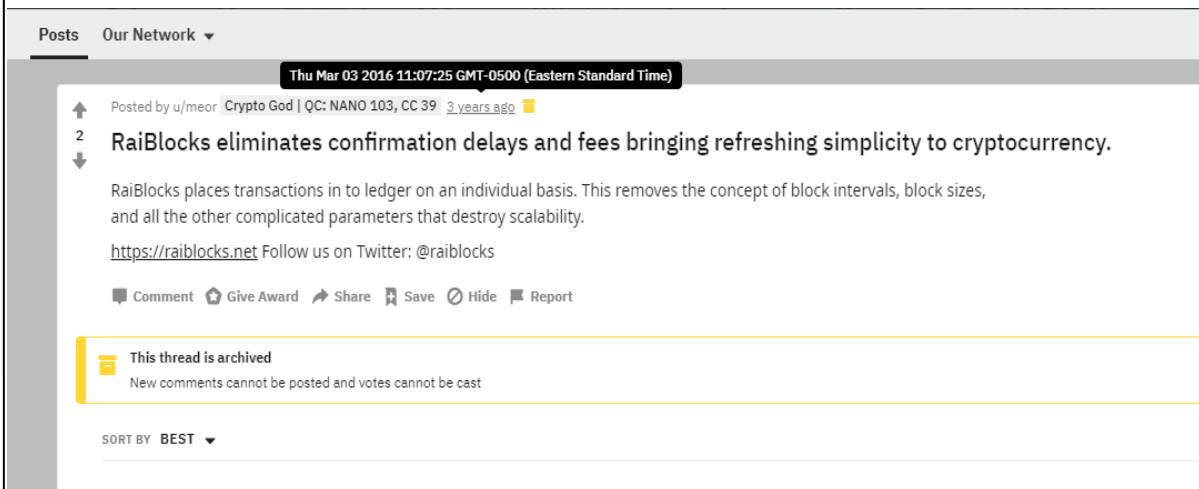 Posts Our Network
Thu Mar 03 2016 11:07:25 GMT-0500 (Eastern Standard Time)
Posted by u/meor Crypto God | QC: NANO 103, CC 39 3 years ago
2
RaiBlocks eliminates confirmation delays and fees bringing refreshing simplicity to cryptocurrency.
RaiBlocks places transactions in to ledger on an individual basis. This removes the concept of block intervals, block sizes,
and all the other complicated parameters that destroy scalability.
https://raiblocks.net Follow us on Twitter: @raiblocks
Comment Give Award Share Save Hide Report
This thread is archived
New comments cannot be posted and votes cannot be cast
SORT BY BEST